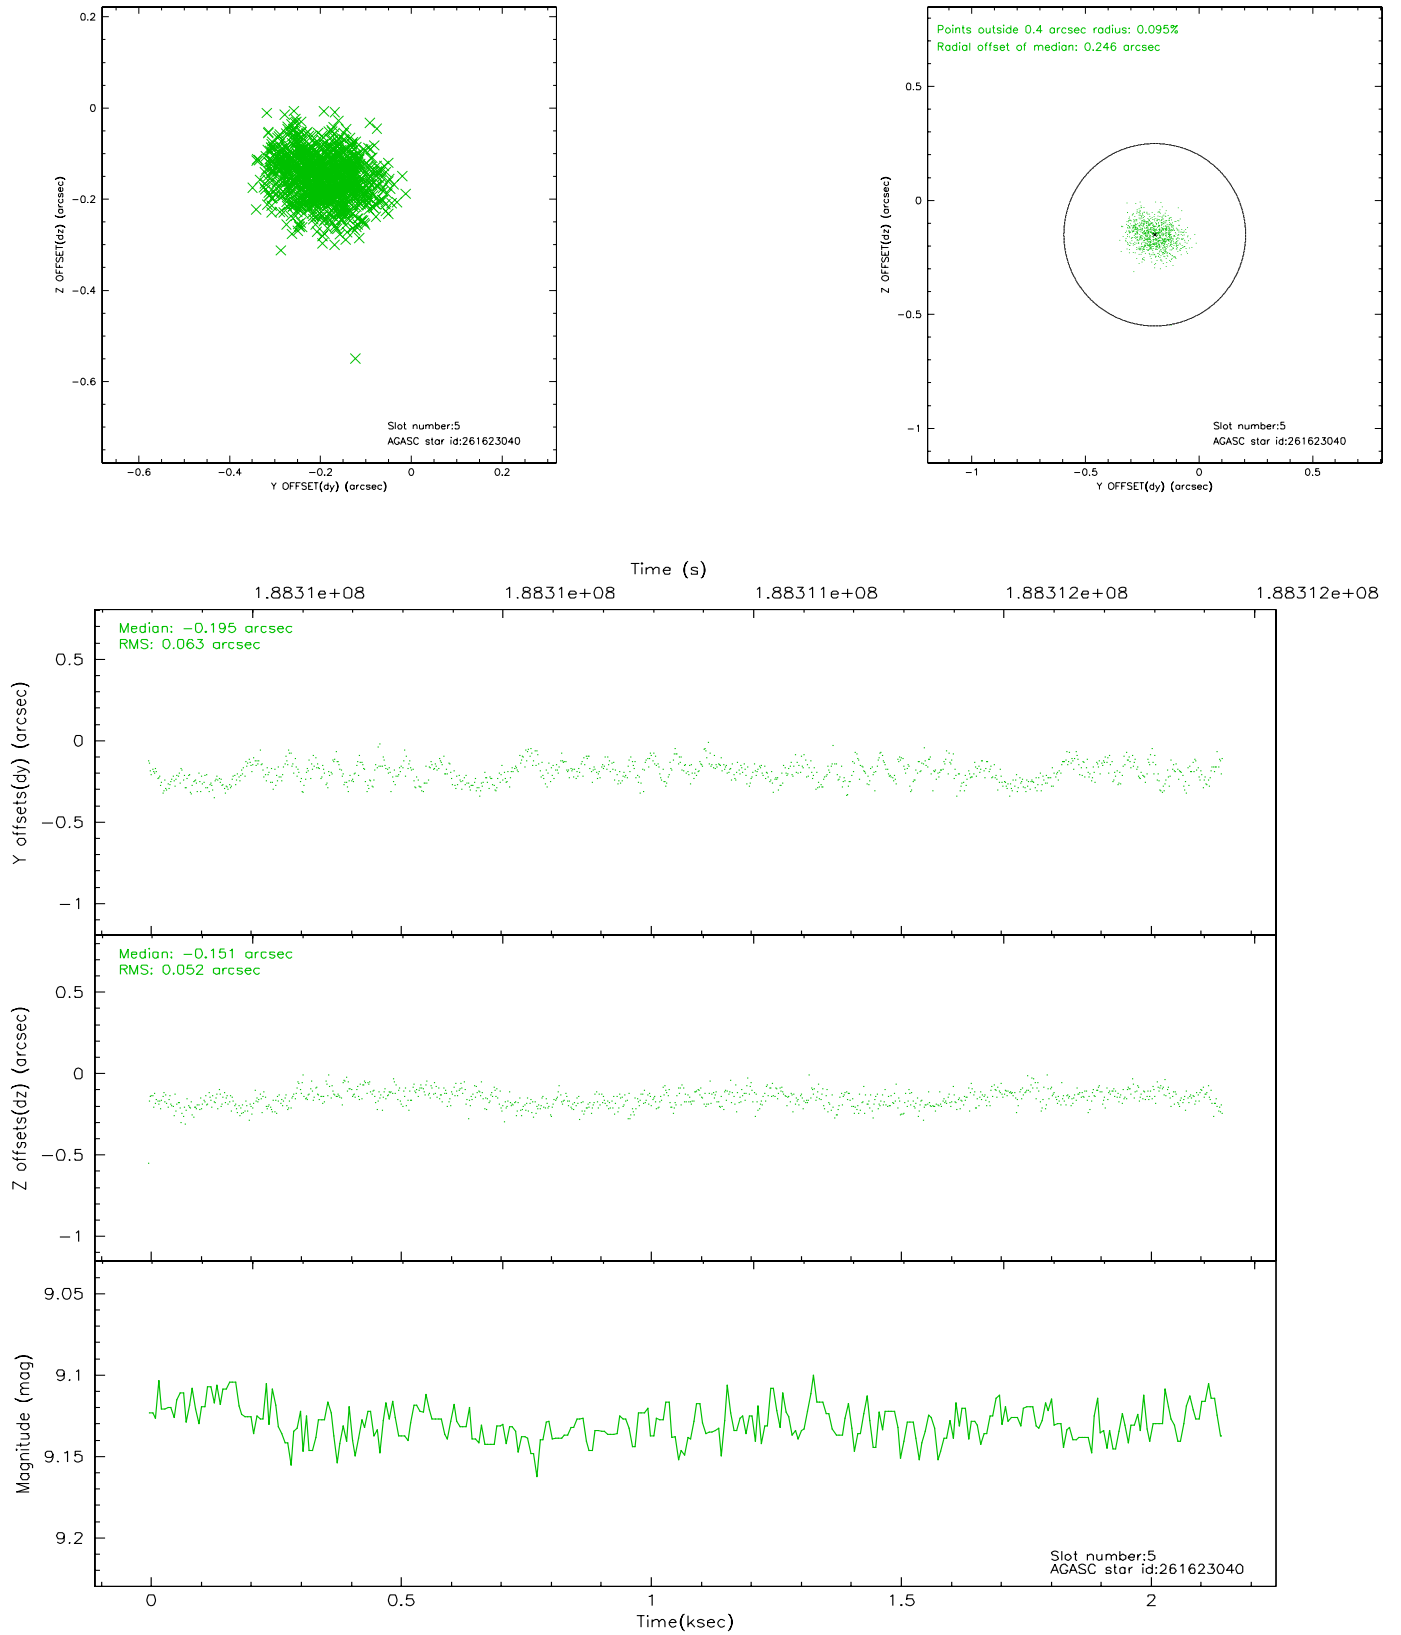 0.2
0
-0.2
-0.4
-0.6
Z OFFSET(dz) (arcsec)
Slot number:5
AGASC star id:261623040
-0.6 -0.4 -0.2 0 0.2
Y OFFSET(dy) (arcsec)
Points outside 0.4 arcsec radius: 0.095%
Radial offset of median: 0.246 arcsec
0.5
0
-0.5
-1
Z OFFSET(dz) (arcsec)
Slot number:5
AGASC star id:261623040
-1 -0.5 0 0.5
Y OFFSET(dy) (arcsec)
Time (s)
1.8831e+08 1.8831e+08 1.88311e+08 1.88312e+08 1.88312e+08
Median: -0.195 arcsec
RMS: 0.063 arcsec
0.5
0
-0.5
-1
Y offsets(dy) (arcsec)
Median: -0.151 arcsec
RMS: 0.052 arcsec
0.5
0
-0.5
-1
Z offsets(dz) (arcsec)
9.05
9.1
9.15
9.2
Magnitude (mag)
Slot number:5
AGASC star id:261623040
0 0.5 1 1.5 2
Time(ksec)